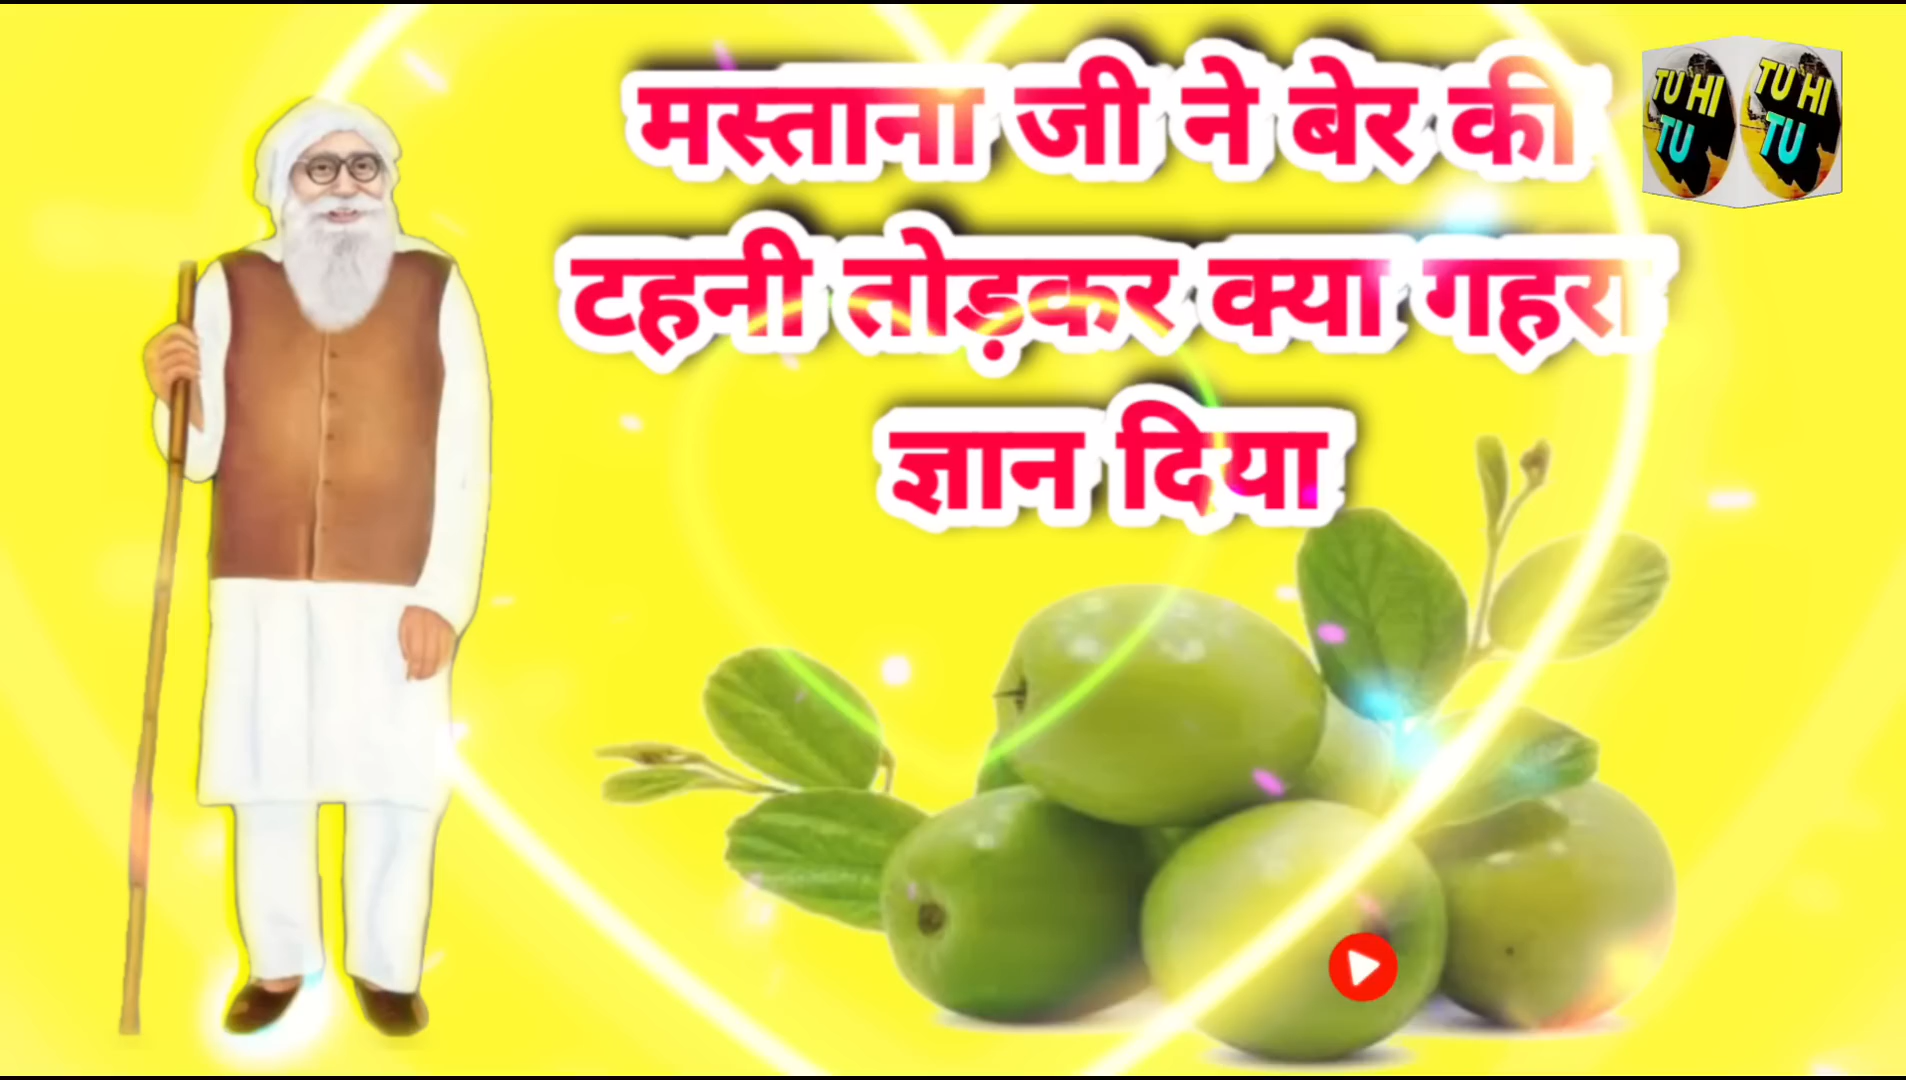 मस्ताना जी ने बेर की
टहनी तोड़कर क्या गहरा
ज्ञान दिया
TU HI
TU
TU HI
TU